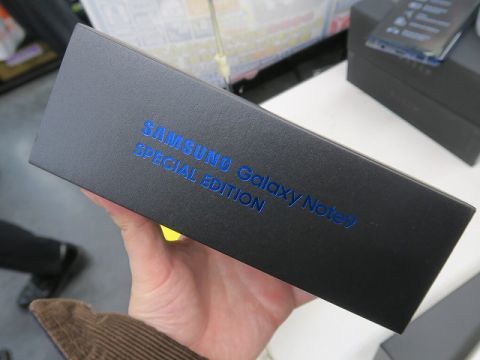 SAMSUNG Galaxy Note9
SPECIAL EDITION